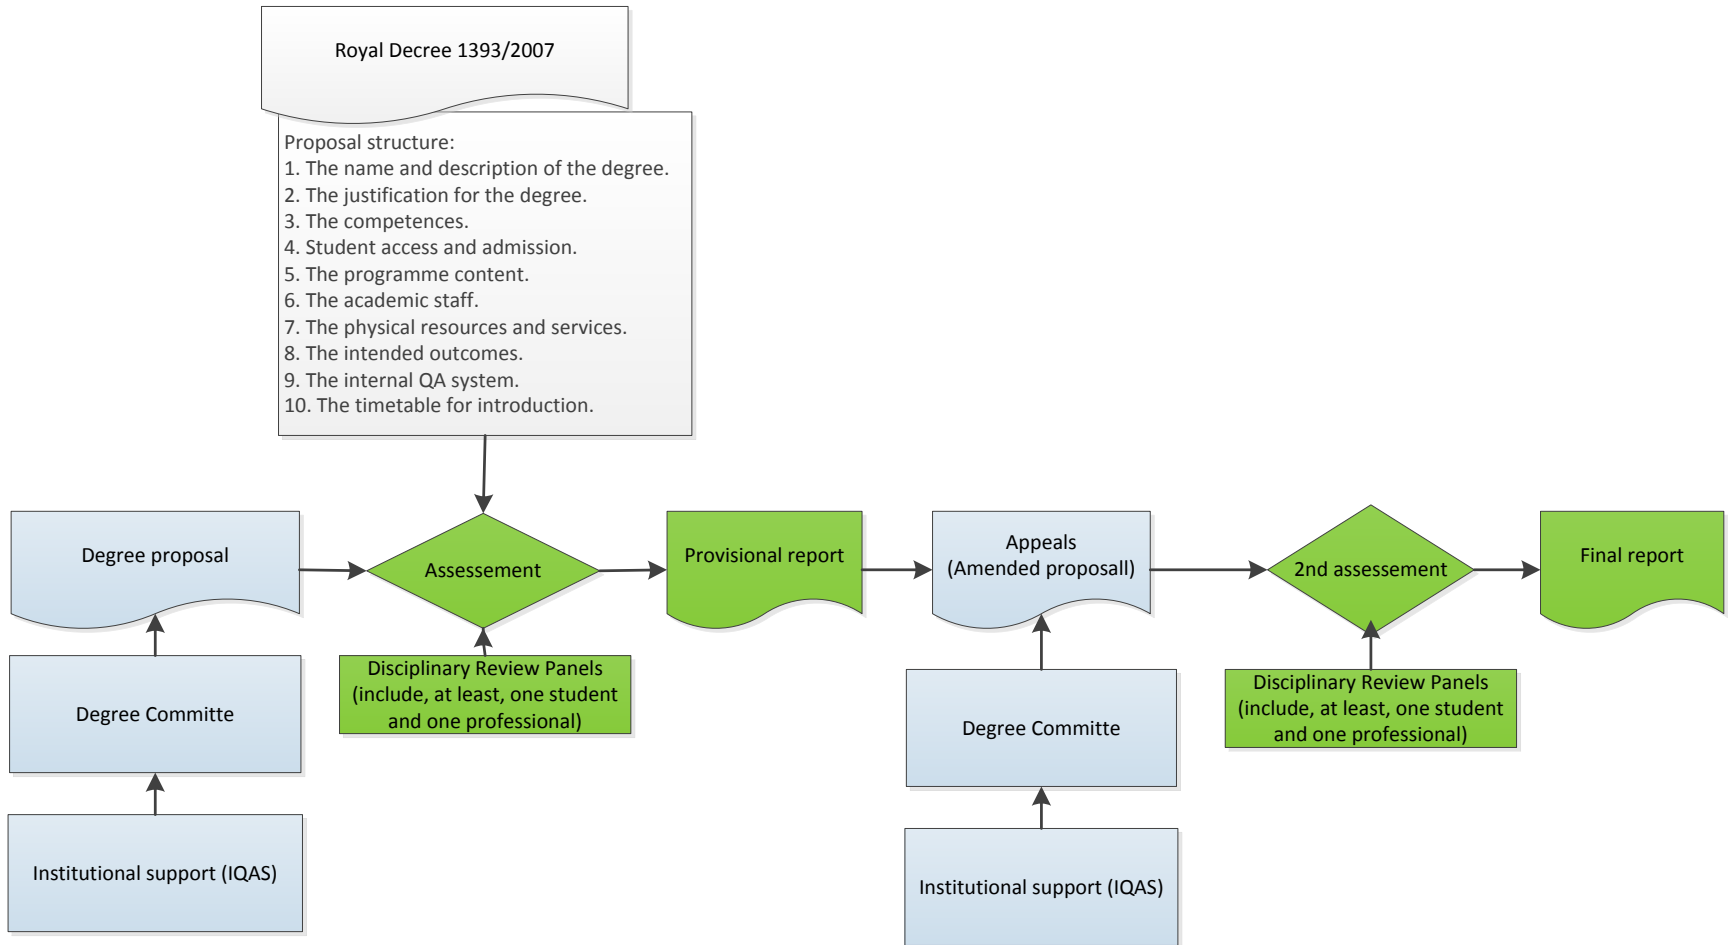 Royal Decree 1393/2007
Proposal structure:
1. The name and description of the degree.
2. The justification for the degree.
3. The competences.
4. Student access and admission.
5. The programme content.
6. The academic staff.
7. The physical resources and services.
8. The intended outcomes.
9. The internal QA system.
10. The timetable for introduction.
Degree proposal
Assessement
Provisional report
Appeals
(Amended proposall)
2nd assessement
Final report
Degree Committe
Disciplinary Review Panels
(include, at least, one student
and one professional)
Degree Committe
Disciplinary Review Panels
(include, at least, one student
and one professional)
Institutional support (IQAS)
Institutional support (IQAS)